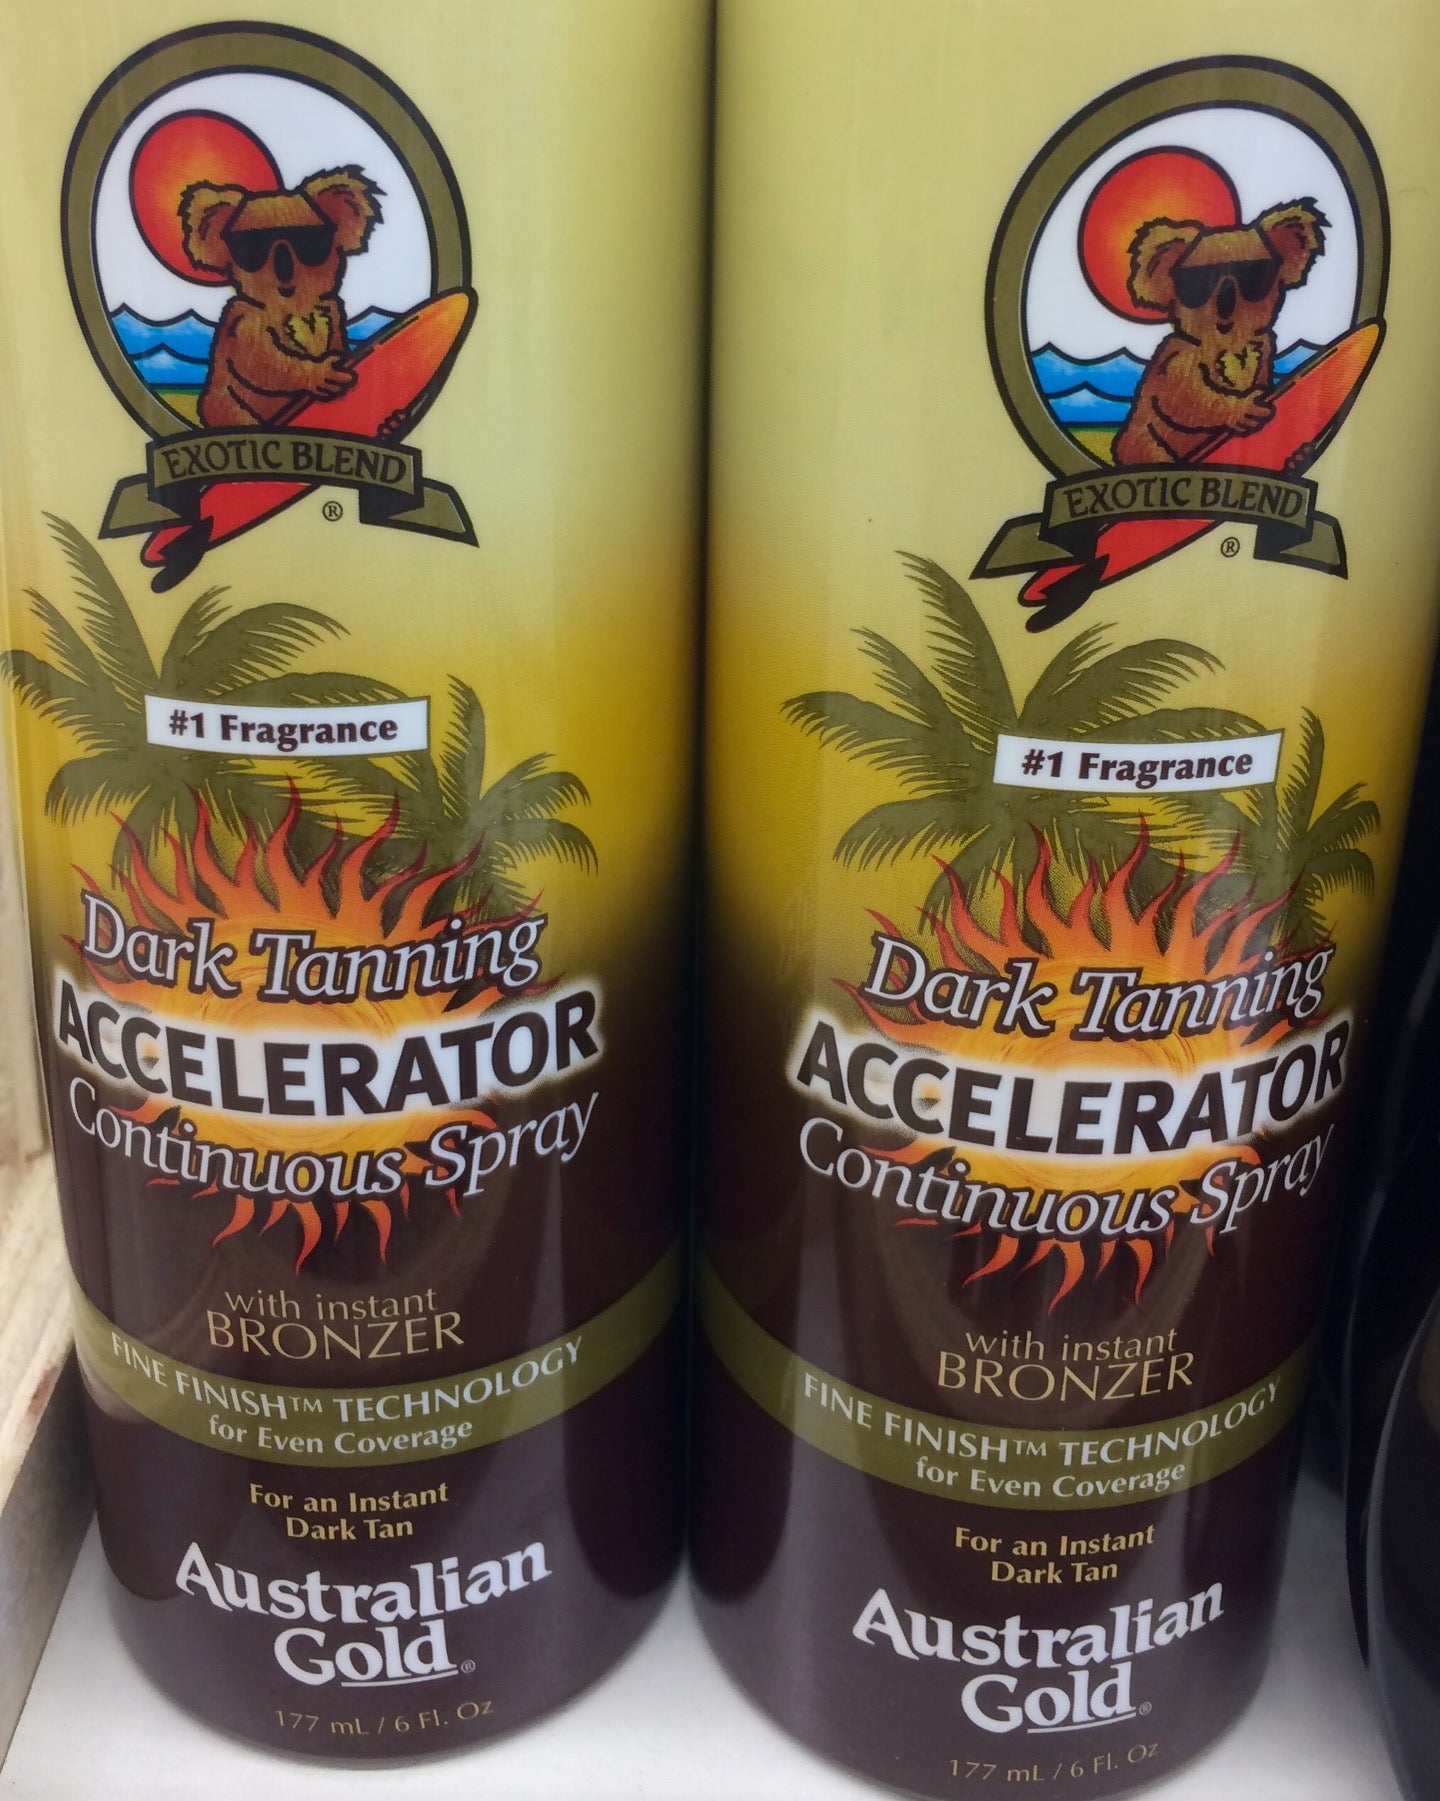 EXOTIC BLEND
®
#1 Fragrance
Dark Tanning
ACCELERATOR
Continuous Spray
with instant
BRONZER
FINE FINISH™ TECHNOLOGY
for Even Coverage
For an Instant
Dark Tan
Australian
Gold®
177 mL / 6 Fl. Oz
EXOTIC BLEND
®
#1 Fragrance
Dark Tanning
ACCELERATOR
Continuous Spray
with instant
BRONZER
FINE FINISH™ TECHNOLOGY
for Even Coverage
For an Instant
Dark Tan
Australian
Gold®
177 mL / 6 Fl. Oz